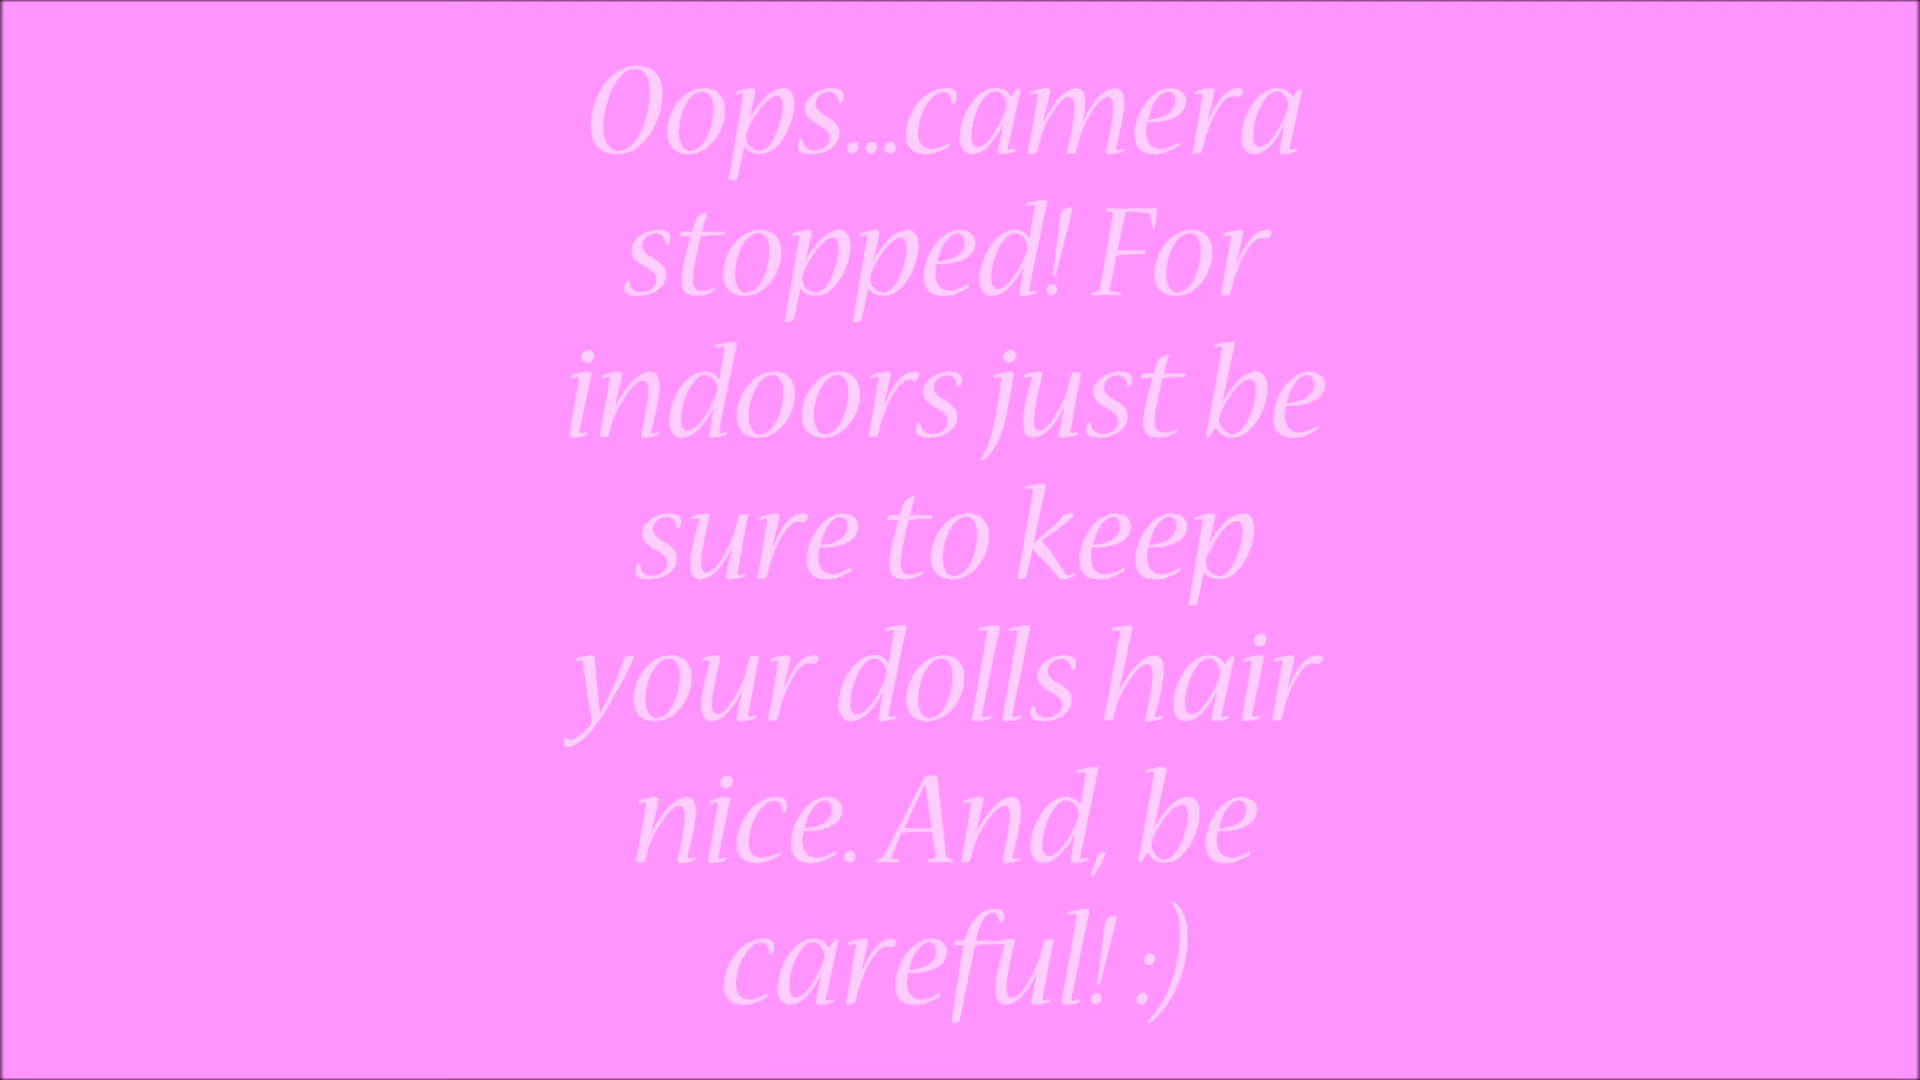 Oops...camera
stopped! For
indoors just be
sure to keep
your dolls hair
nice. And, be
careful! :)